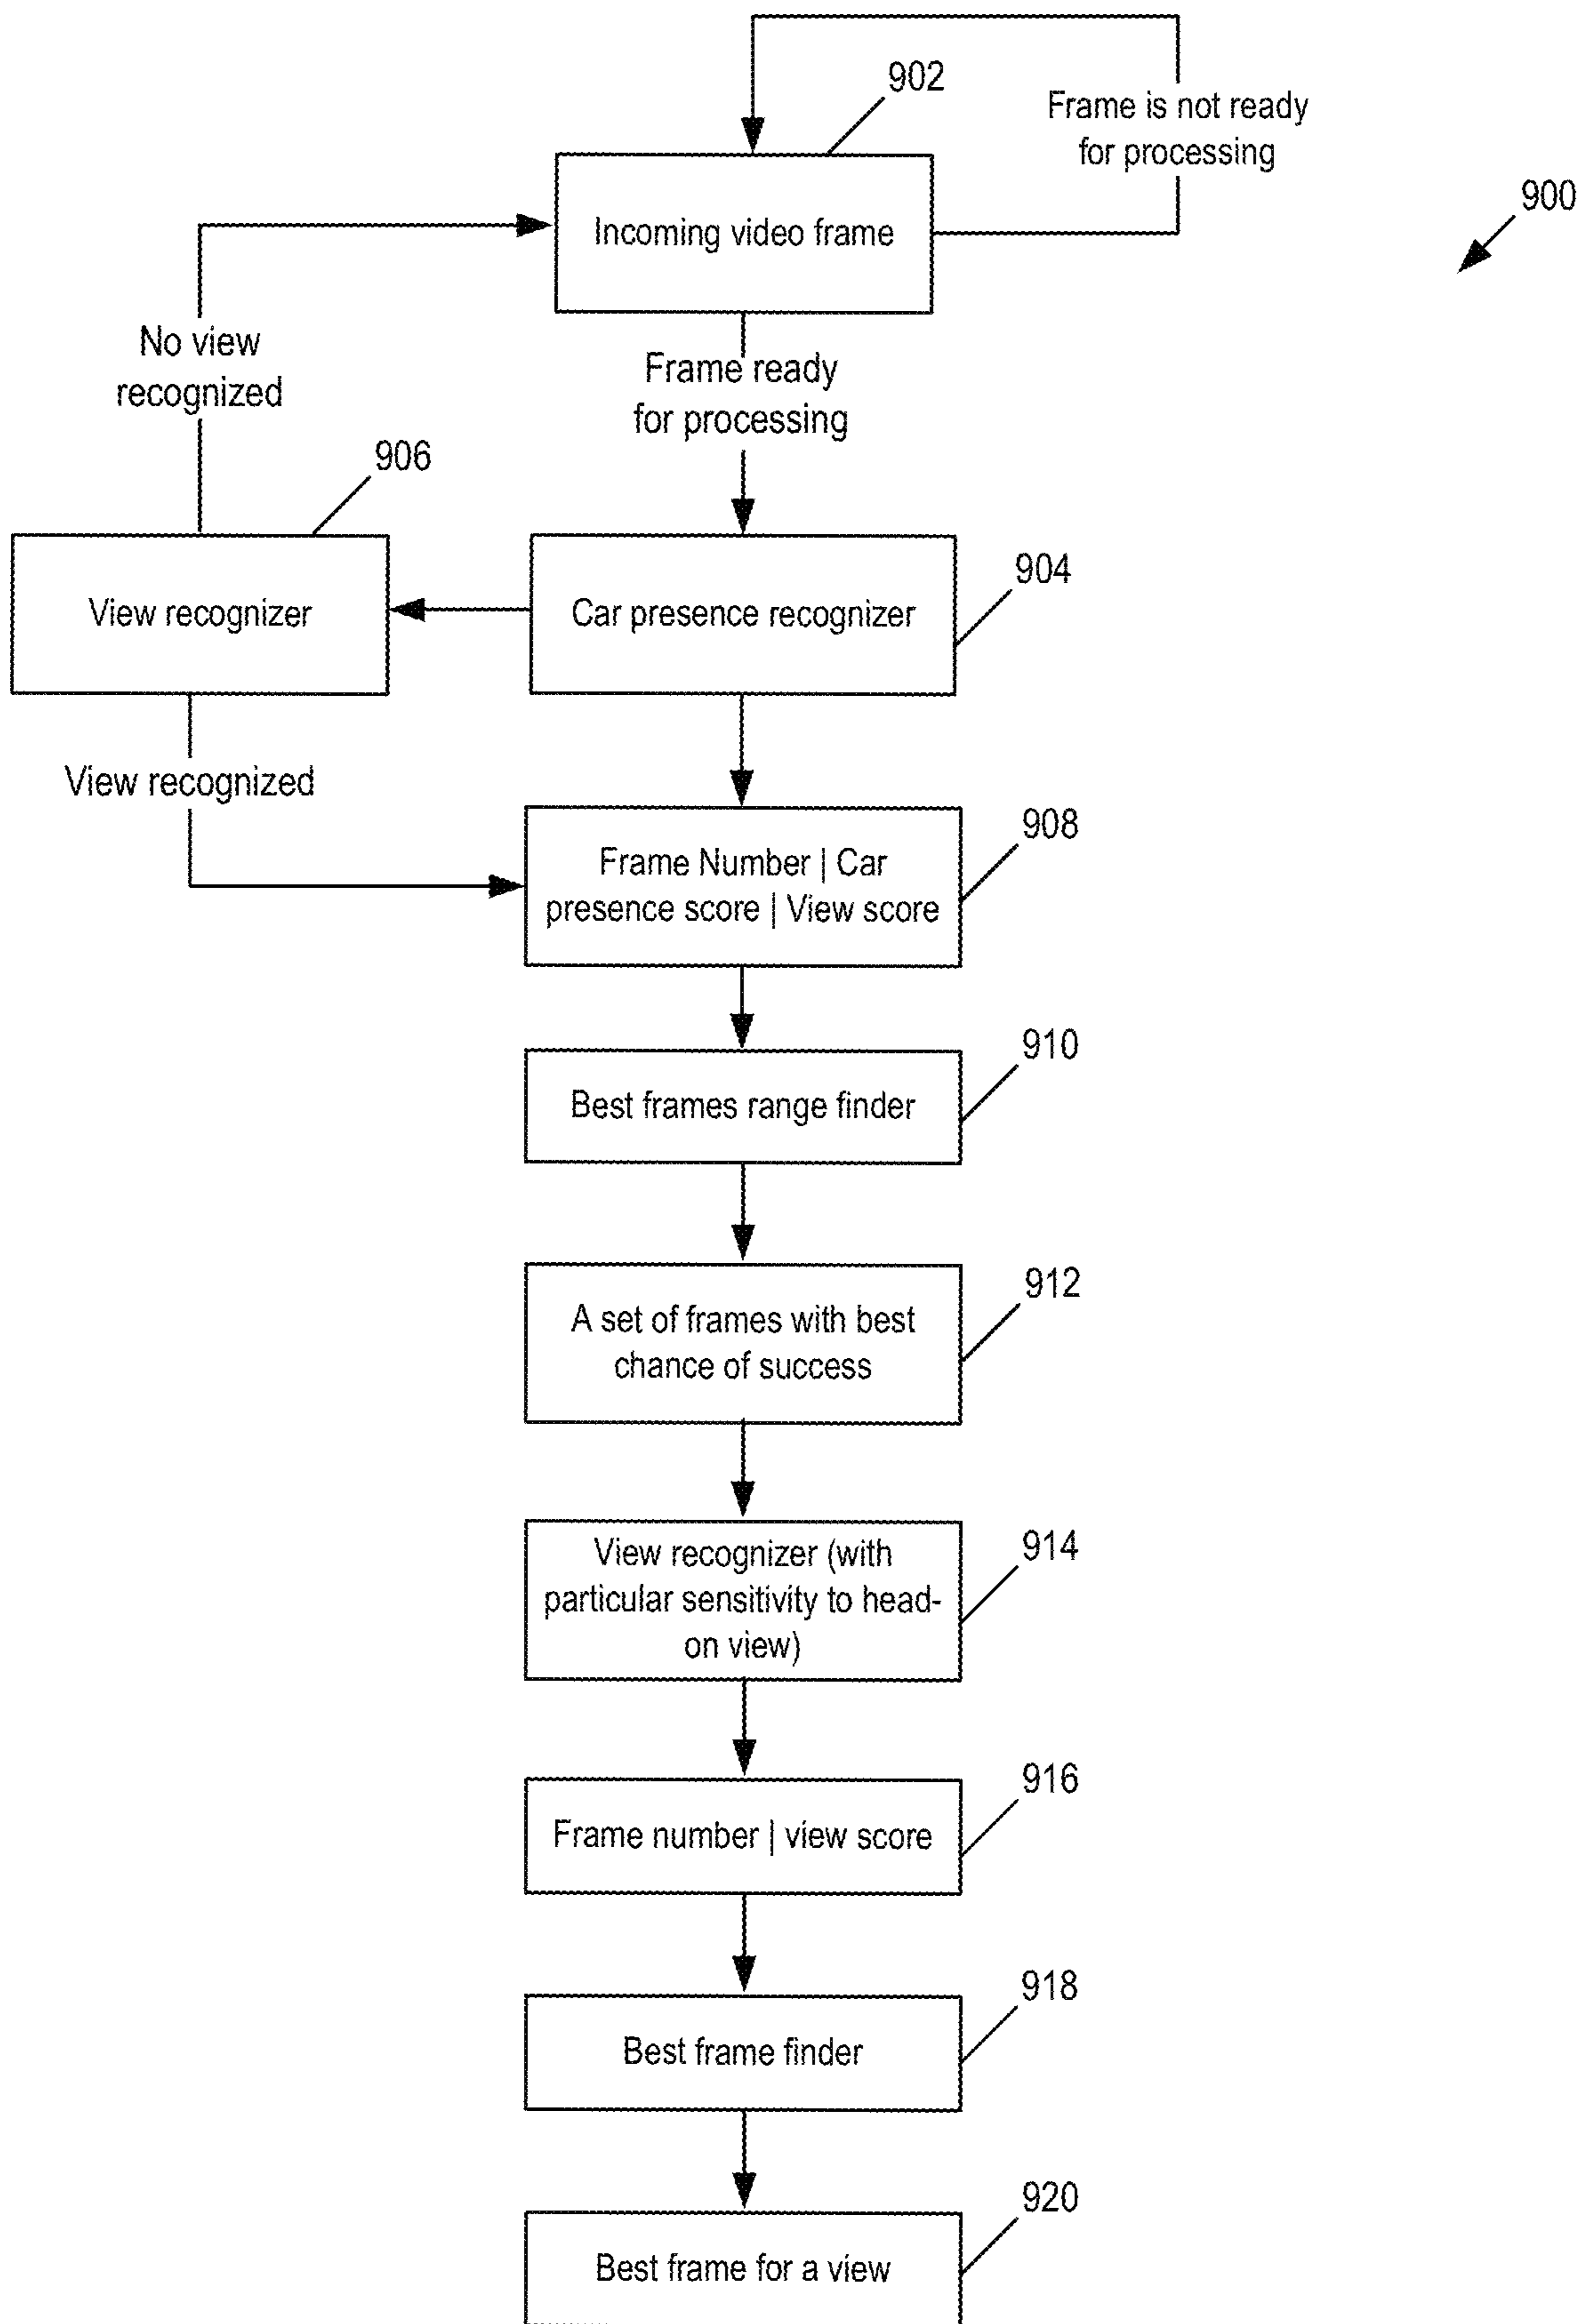 902
Frame is not ready
for processing
900
Incoming video frame
No view
recognized
Frame ready
for processing
906
904
View recognizer
Car presence recognizer
View recognized
908
Frame Number | Car
presence score | View score
910
Best frames range finder
912
A set of frames with best
chance of success
914
View recognizer (with
particular sensitivity to head-
on view)
916
Frame number | view score
918
Best frame finder
920
Best frame for a view